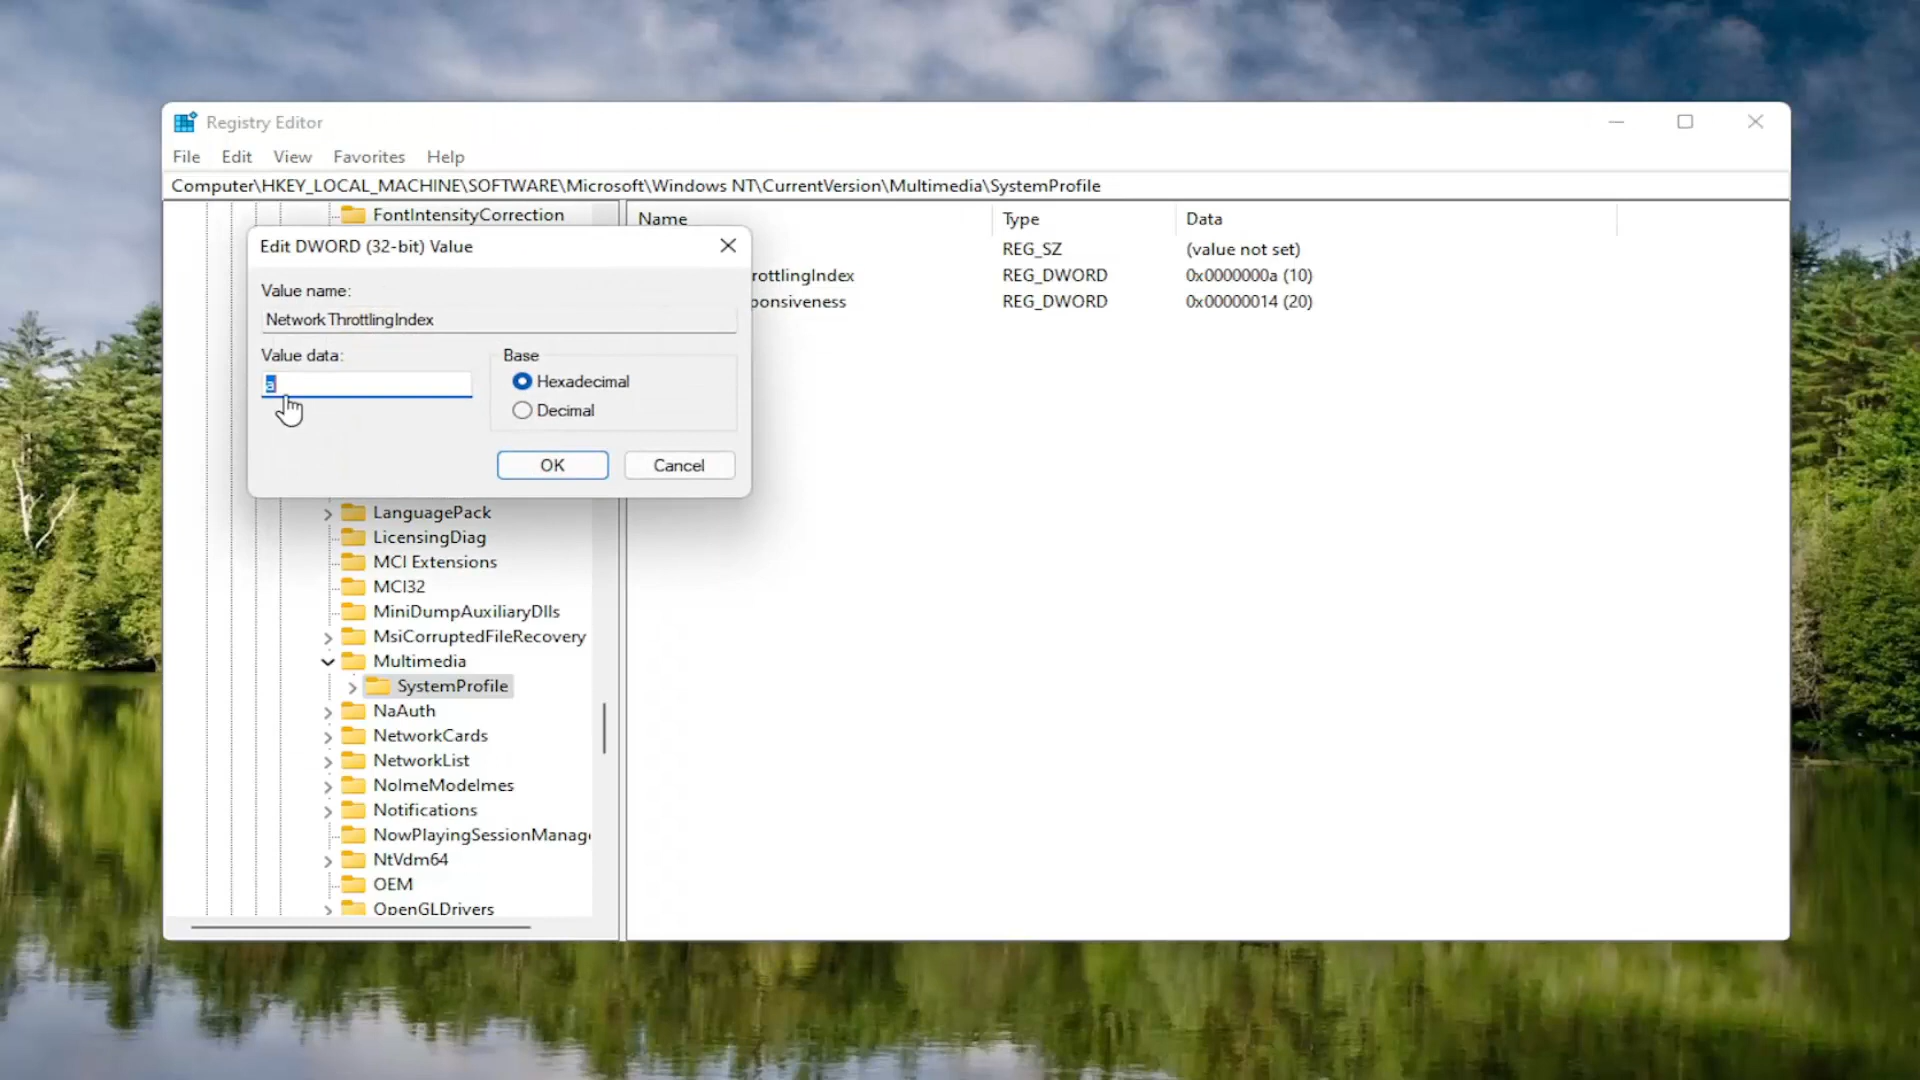 Registry Editor
File Edit View Favorites Help
Computer\HKEY_LOCAL_MACHINE\SOFTWARE\Microsoft\Windows NT\CurrentVersion\Multimedia\SystemProfile
FontIntensityCorrection
Name Type Data
REG_SZ (value not set)
rottlingIndex REG_DWORD 0x0000000a (10)
ponsiveness REG_DWORD 0x00000014 (20)
Edit DWORD (32-bit) Value
Value name:
NetworkThrottlingIndex
Value data:
a
Base
Hexadecimal
Decimal
OK Cancel
LanguagePack
LicensingDiag
MCI Extensions
MCI32
MiniDumpAuxiliaryDlls
MsiCorruptedFileRecovery
Multimedia
SystemProfile
NaAuth
NetworkCards
NetworkList
NoImeModeImes
Notifications
NowPlayingSessionManage
NtVdm64
OEM
OpenGLDrivers